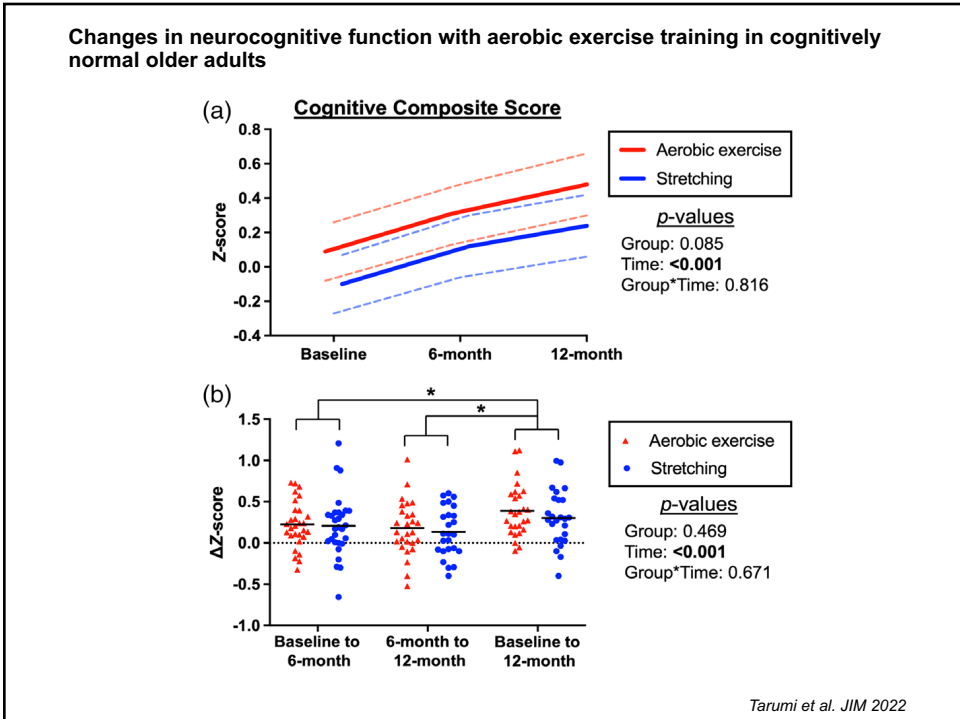 Changes in neurocognitive function with aerobic exercise training in cognitively
normal older adults
(a)
Cognitive Composite Score
Z-score
0.8
0.6
0.4
0.2
0.0
-0.2
-0.4
Baseline
6-month
12-month
Aerobic exercise
Stretching
p-values
Group: 0.085
Time: <0.001
Group*Time: 0.816
(b)
*
*
ΔZ-score
1.5
1.0
0.5
0.0
-0.5
-1.0
Baseline to
6-month
6-month to
12-month
Baseline to
12-month
Aerobic exercise
Stretching
p-values
Group: 0.469
Time: <0.001
Group*Time: 0.671
Tarumi et al. JIM 2022